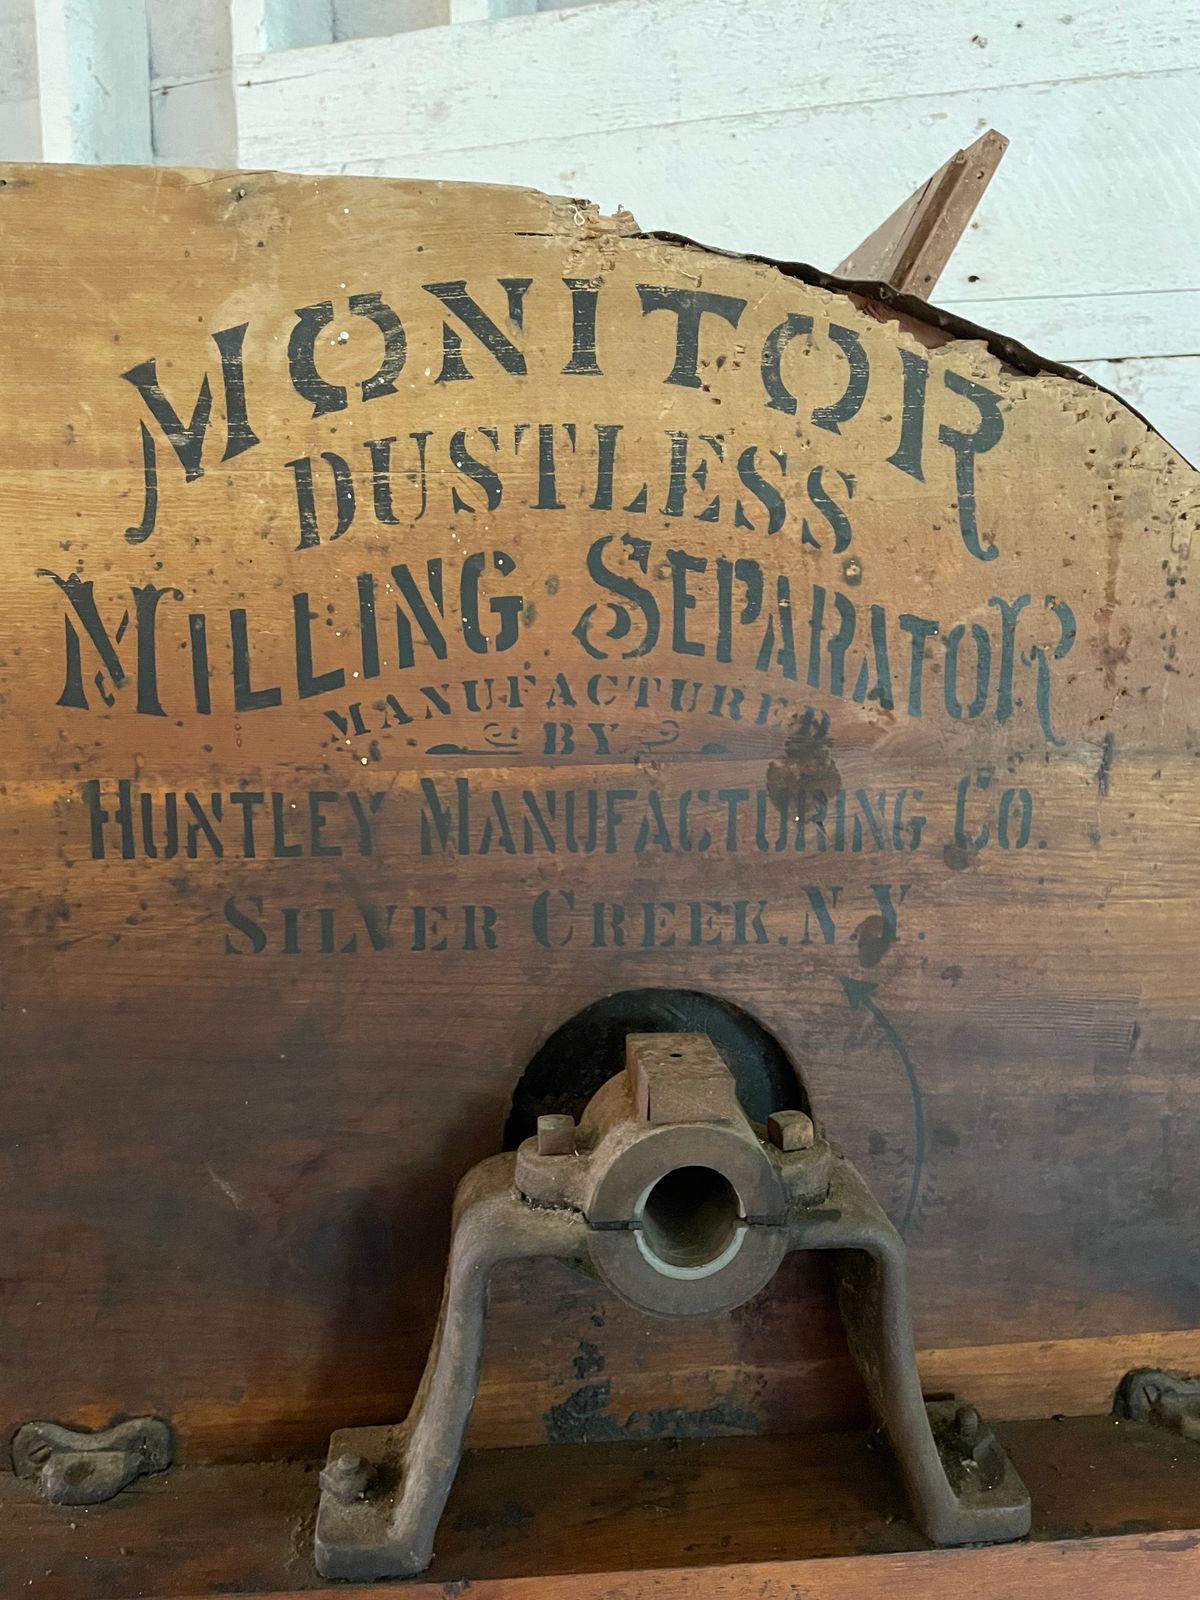 MONITOR
DUSTLESS
MILLING SEPARATOR
MANUFACTURED
BY
HUNTLEY MANUFACTURING CO.
SILVER CREEK, N.Y.